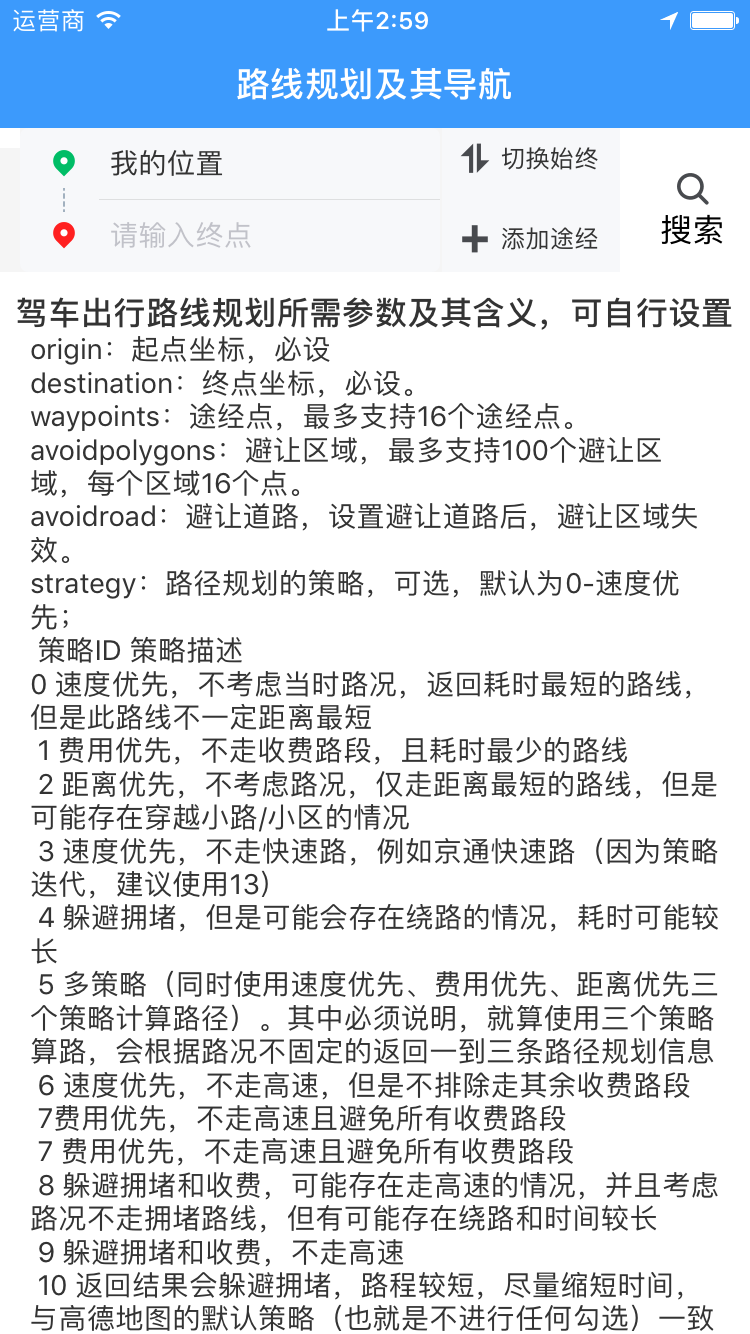 运营商 上午2:59
路线规划及其导航
我的位置
切换始终
请输入终点
添加途经
搜索
驾车出行路线规划所需参数及其含义，可自行设置
origin：起点坐标，必设
destination：终点坐标，必设。
waypoints：途经点，最多支持16个途经点。
avoidpolygons：避让区域，最多支持100个避让区
域，每个区域16个点。
avoidroad：避让道路，设置避让道路后，避让区域失
效。
strategy：路径规划的策略，可选，默认为0-速度优
先；
策略ID 策略描述
0 速度优先，不考虑当时路况，返回耗时最短的路线，
但是此路线不一定距离最短
1 费用优先，不走收费路段，且耗时最少的路线
2 距离优先，不考虑路况，仅走距离最短的路线，但是
可能存在穿越小路/小区的情况
3 速度优先，不走快速路，例如京通快速路（因为策略
迭代，建议使用13）
4 躲避拥堵，但是可能会存在绕路的情况，耗时可能较
长
5 多策略（同时使用速度优先、费用优先、距离优先三
个策略计算路径）。其中必须说明，就算使用三个策略
算路，会根据路况不固定的返回一到三条路径规划信息
6 速度优先，不走高速，但是不排除走其余收费路段
7费用优先，不走高速且避免所有收费路段
7 费用优先，不走高速且避免所有收费路段
8 躲避拥堵和收费，可能存在走高速的情况，并且考虑
路况不走拥堵路线，但有可能存在绕路和时间较长
9 躲避拥堵和收费，不走高速
10 返回结果会躲避拥堵，路程较短，尽量缩短时间，
与高德地图的默认策略（也就是不进行任何勾选）一致